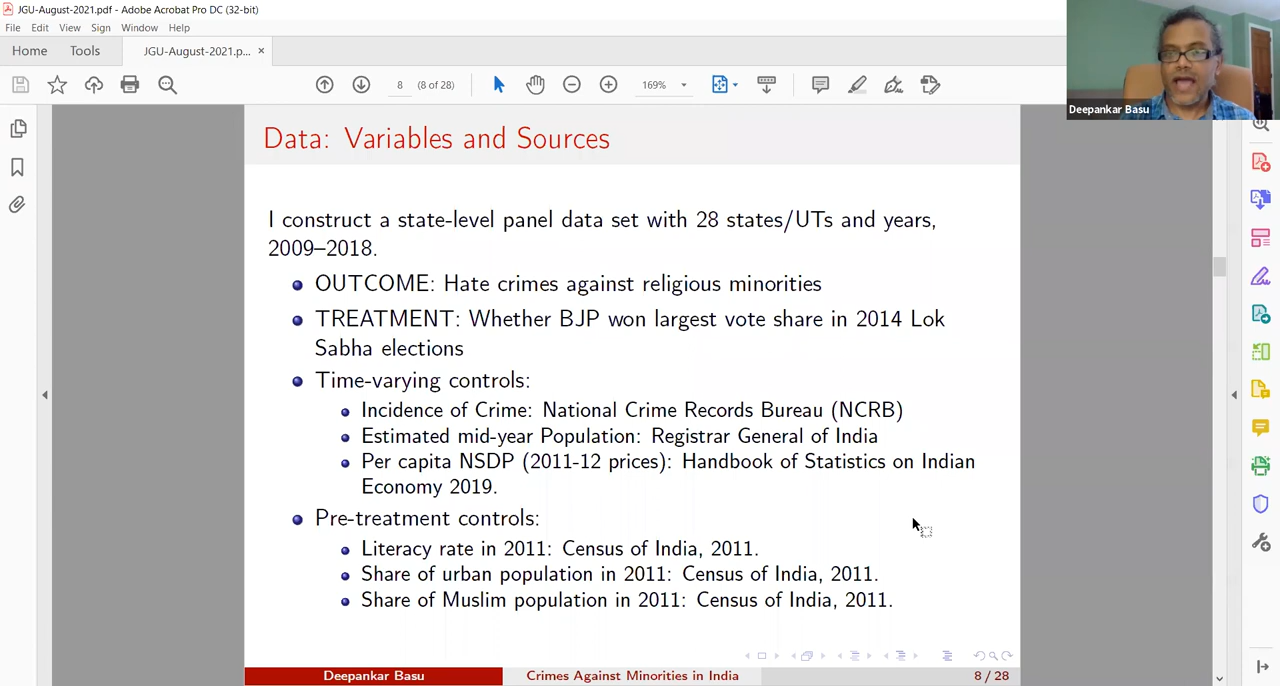 JGU-August-2021.pdf - Adobe Acrobat Pro DC (32-bit)
File Edit View Sign Window Help
Home Tools JGU-August-2021.p... ×
8 (8 of 28) 169%
Deepankar Basu
Data: Variables and Sources
I construct a state-level panel data set with 28 states/UTs and years,
2009–2018.
OUTCOME: Hate crimes against religious minorities
TREATMENT: Whether BJP won largest vote share in 2014 Lok
Sabha elections
Time-varying controls:
Incidence of Crime: National Crime Records Bureau (NCRB)
Estimated mid-year Population: Registrar General of India
Per capita NSDP (2011-12 prices): Handbook of Statistics on Indian
Economy 2019.
Pre-treatment controls:
Literacy rate in 2011: Census of India, 2011.
Share of urban population in 2011: Census of India, 2011.
Share of Muslim population in 2011: Census of India, 2011.
Deepankar Basu Crimes Against Minorities in India 8 / 28